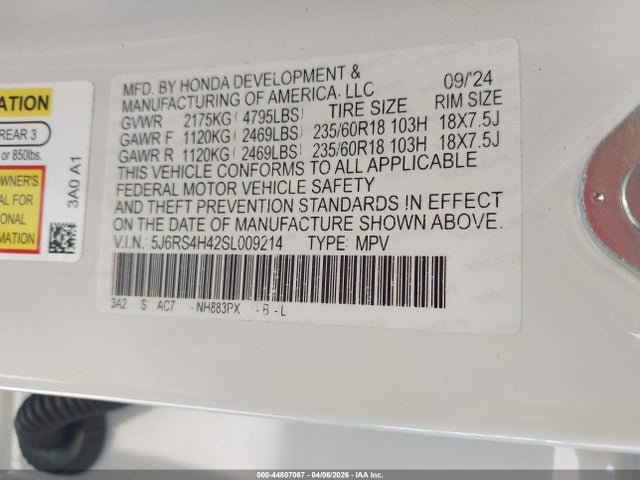 ATION
REAR 3
or 850lbs.
WNER'S
AL FOR
ONAL
MATION
3A0 A1
MFD. BY HONDA DEVELOPMENT & 09/'24
MANUFACTURING OF AMERICA, LLC
TIRE SIZE RIM SIZE
GVWR 2175KG ( 4795LBS)
GAWR F 1120KG ( 2469LBS) 235/60R18 103H 18X7.5J
GAWR R 1120KG ( 2469LBS) 235/60R18 103H 18X7.5J
THIS VEHICLE CONFORMS TO ALL APPLICABLE
FEDERAL MOTOR VEHICLE SAFETY
AND THEFT PREVENTION STANDARDS IN EFFECT
ON THE DATE OF MANUFACTURE SHOWN ABOVE.
V.I.N.: 5J6RS4H42SL009214 TYPE: MPV
3A2 S AC7 -NH883PX -B-L
000-44807067 | 04/06/2026 | IAA Inc.